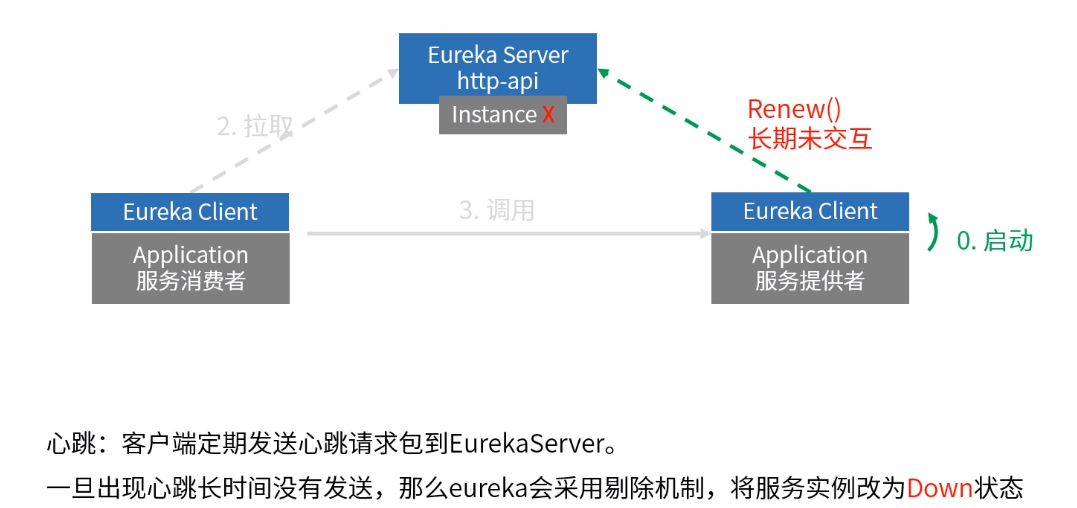 Eureka Server
http-api
Instance X
2. 拉取
Renew()
长期未交互
Eureka Client
Application
服务消费者
3. 调用
Eureka Client
Application
服务提供者
0. 启动
心跳：客户端定期发送心跳请求包到EurekaServer。
一旦出现心跳长时间没有发送，那么eureka会采用剔除机制，将服务实例改为Down状态